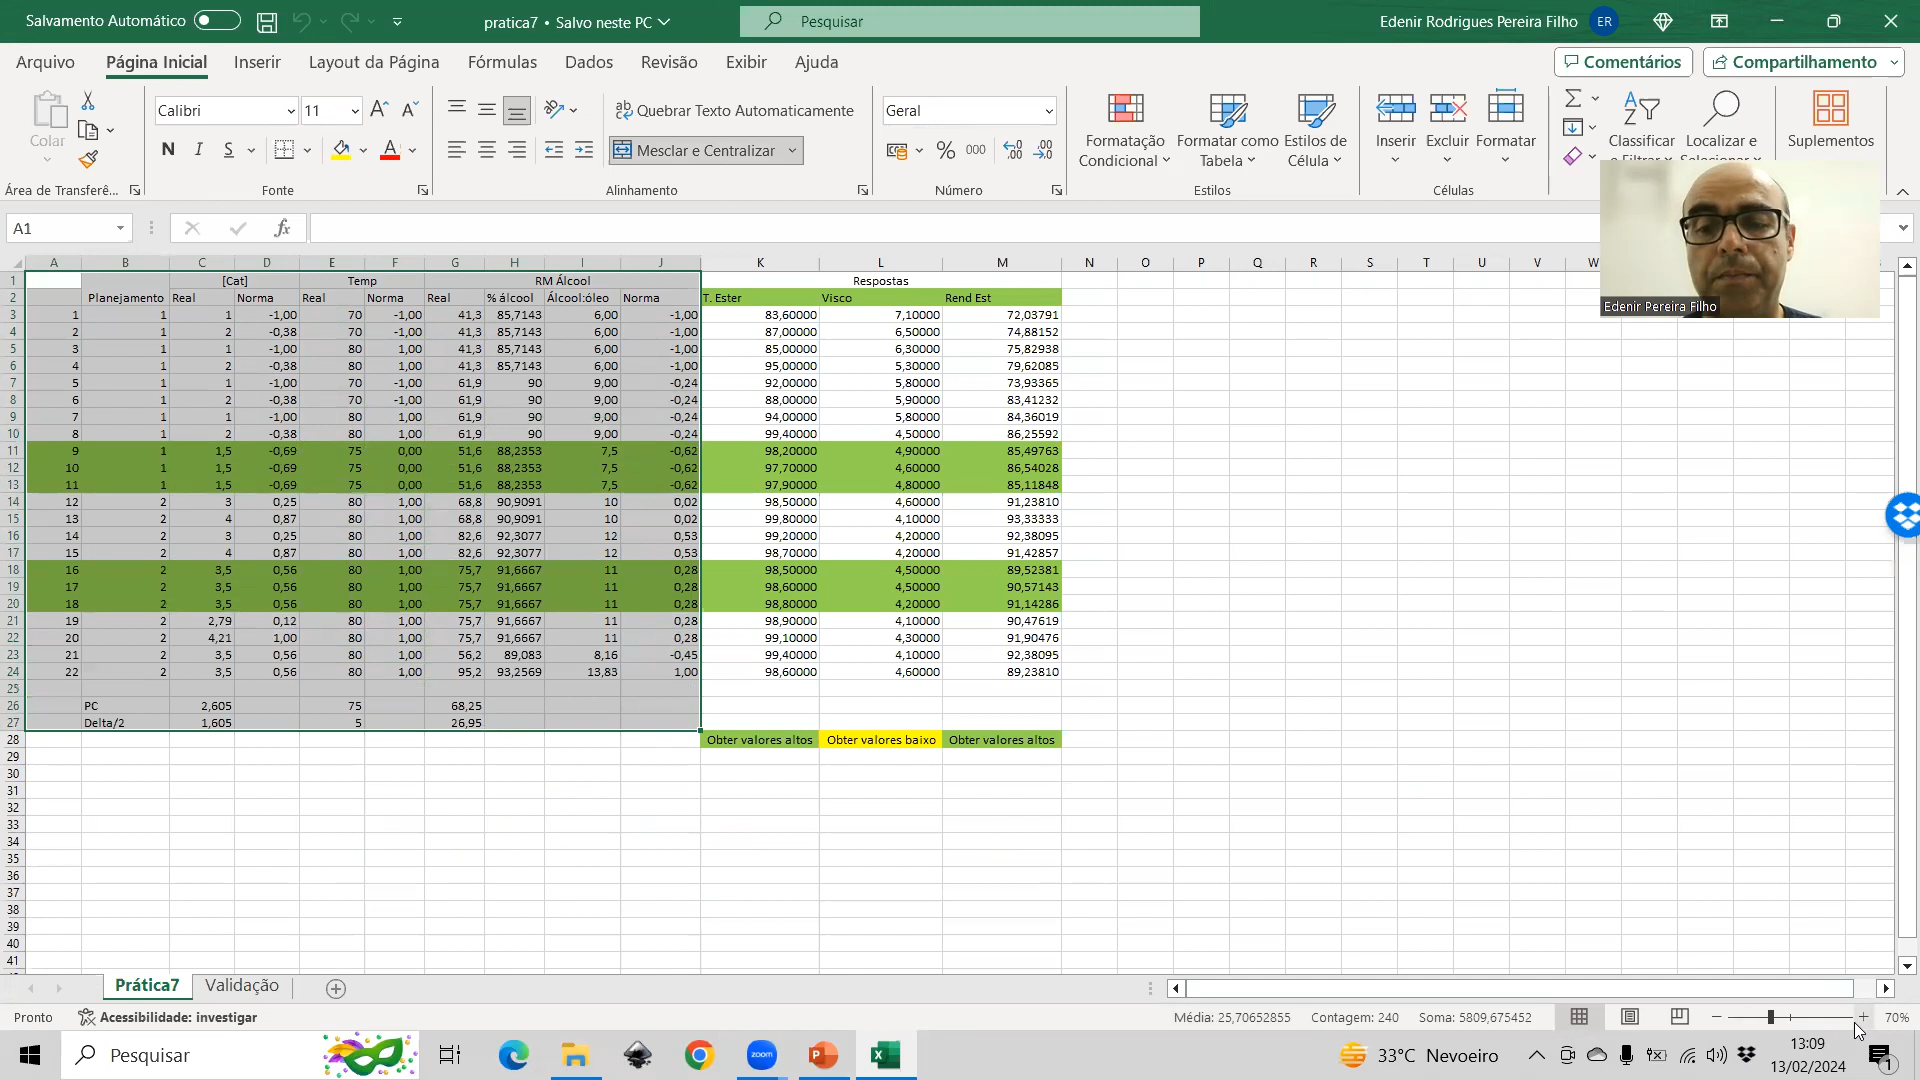 Salvamento Automático
pratica7 • Salvo neste PC
Pesquisar
Edenir Rodrigues Pereira Filho
ER
Arquivo Página Inicial Inserir Layout da Página Fórmulas Dados Revisão Exibir Ajuda
Comentários Compartilhamento
Colar
Calibri 11
Quebrar Texto Automaticamente
Geral
N I S
Mesclar e Centralizar
% 000
Formatação Condicional
Formatar como Tabela
Estilos de Célula
Inserir Excluir Formatar
Classificar
Localizar e
Suplementos
Área de Transferê... Fonte Alinhamento Número Estilos Células
A1 fx
Edenir Pereira Filho
A B C D E F G H I J K L M N O P Q R S T U V W
1 [Cat] Temp RM Álcool Respostas
2 Planejamento Real Norma Real Norma Real % álcool Álcool:óleo Norma T. Ester Visco Rend Est
3 1 1 1 -1,00 70 -1,00 41,3 85,7143 6,00 -1,00 83,60000 7,10000 72,03791
4 2 1 2 -0,38 70 -1,00 41,3 85,7143 6,00 -1,00 87,00000 6,50000 74,88152
5 3 1 1 -1,00 80 1,00 41,3 85,7143 6,00 -1,00 85,00000 6,30000 75,82938
6 4 1 2 -0,38 80 1,00 41,3 85,7143 6,00 -1,00 95,00000 5,30000 79,62085
7 5 1 1 -1,00 70 -1,00 61,9 90 9,00 -0,24 92,00000 5,80000 73,93365
8 6 1 2 -0,38 70 -1,00 61,9 90 9,00 -0,24 88,00000 5,90000 83,41232
9 7 1 1 -1,00 80 1,00 61,9 90 9,00 -0,24 94,00000 5,80000 84,36019
10 8 1 2 -0,38 80 1,00 61,9 90 9,00 -0,24 99,40000 4,50000 86,25592
11 9 1 1,5 -0,69 75 0,00 51,6 88,2353 7,5 -0,62 98,20000 4,90000 85,49763
12 10 1 1,5 -0,69 75 0,00 51,6 88,2353 7,5 -0,62 97,70000 4,60000 86,54028
13 11 1 1,5 -0,69 75 0,00 51,6 88,2353 7,5 -0,62 97,90000 4,80000 85,11848
14 12 2 3 0,25 80 1,00 68,8 90,9091 10 0,02 98,50000 4,60000 91,23810
15 13 2 4 0,87 80 1,00 68,8 90,9091 10 0,02 99,80000 4,10000 93,33333
16 14 2 3 0,25 80 1,00 82,6 92,3077 12 0,53 99,20000 4,20000 92,38095
17 15 2 4 0,87 80 1,00 82,6 92,3077 12 0,53 98,70000 4,20000 91,42857
18 16 2 3,5 0,56 80 1,00 75,7 91,6667 11 0,28 98,50000 4,50000 89,52381
19 17 2 3,5 0,56 80 1,00 75,7 91,6667 11 0,28 98,60000 4,50000 90,57143
20 18 2 3,5 0,56 80 1,00 75,7 91,6667 11 0,28 98,80000 4,20000 91,14286
21 19 2 2,79 0,12 80 1,00 75,7 91,6667 11 0,28 98,90000 4,10000 90,47619
22 20 2 4,21 1,00 80 1,00 75,7 91,6667 11 0,28 99,10000 4,30000 91,90476
23 21 2 3,5 0,56 80 1,00 56,2 89,083 8,16 -0,45 99,40000 4,10000 92,38095
24 22 2 3,5 0,56 80 1,00 95,2 93,2569 13,83 1,00 98,60000 4,60000 89,23810
25
26 PC 2,605 75 68,25
27 Delta/2 1,605 5 26,95
28 Obter valores altos Obter valores baixo Obter valores altos
29
30
31
32
33
34
35
36
37
38
39
40
41
Prática7 Validação
Pronto Acessibilidade: investigar Média: 25,70652855 Contagem: 240 Soma: 5809,675452 70%
Pesquisar
zoom
33°C Nevoeiro
13:09
13/02/2024
1